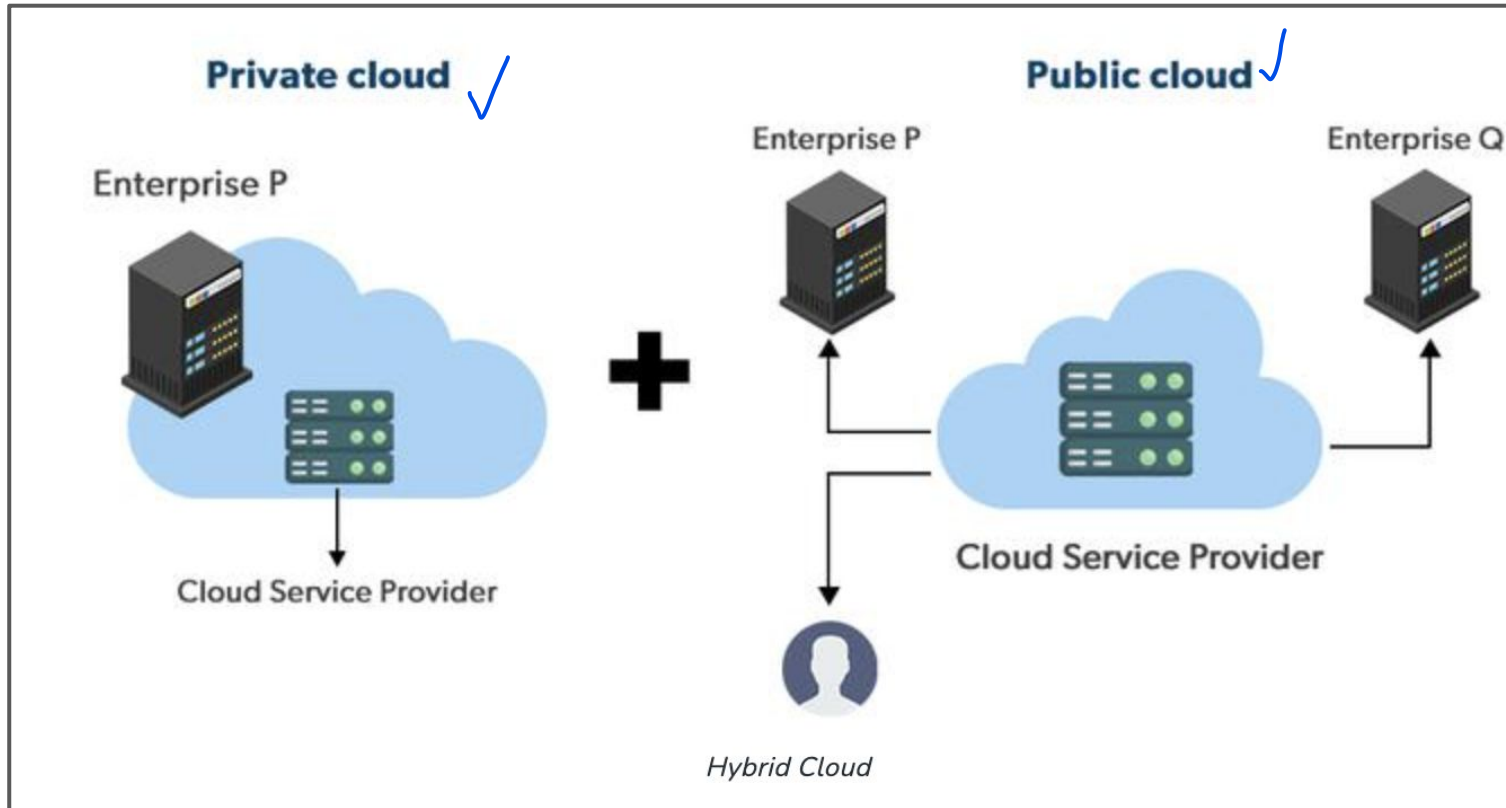 Private cloud
Public cloud
Enterprise P
Enterprise P
Enterprise Q
Cloud Service Provider
Cloud Service Provider
Hybrid Cloud